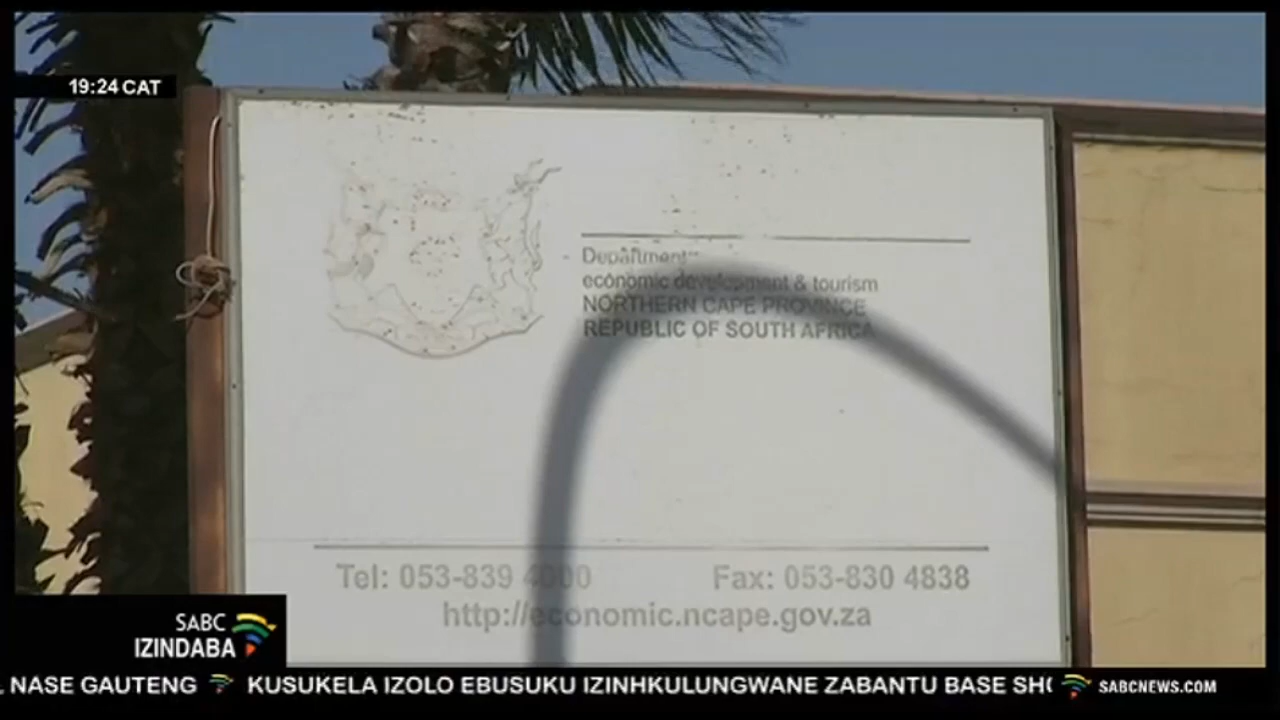 19:24 CAT
Department:
economic development & tourism
NORTHERN CAPE PROVINCE
REPUBLIC OF SOUTH AFRICA
Tel: 053-839 4000 Fax: 053-830 4838
http://economic.ncape.gov.za
SABC
IZINDABA
NASE GAUTENG KUSUKELA IZOLO EBUSUKU IZINHKULUNGWANE ZABANTU BASE SABCNEWS.COM